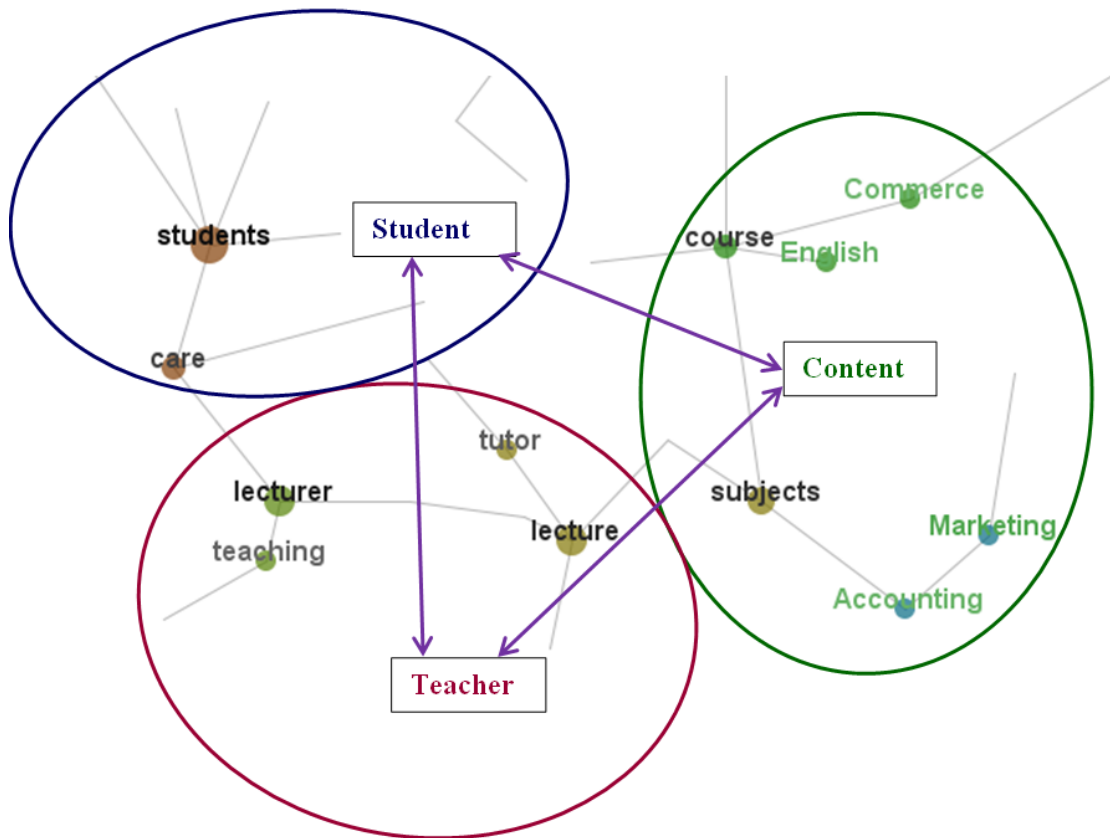 Commerce
students
Student
course
English
care
Content
tutor
lecturer
subjects
lecture
teaching
Marketing
Accounting
Teacher